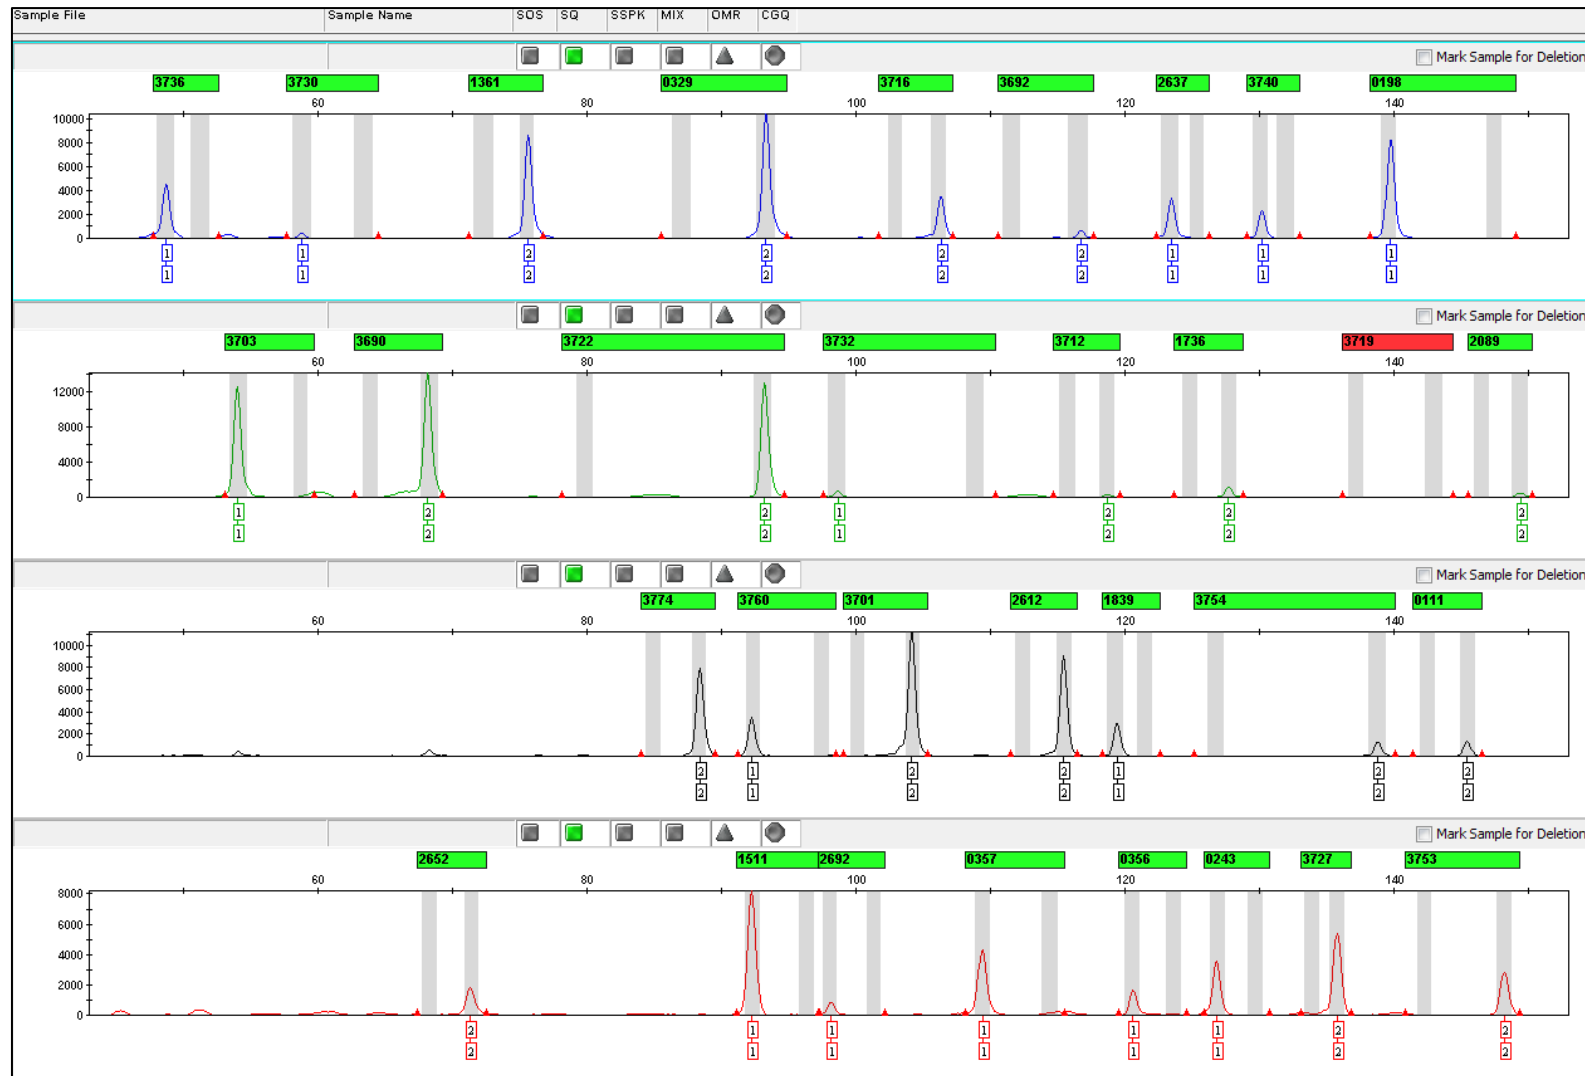 Sample File Sample Name SOS SQ SSPK MIX OMR CGQ
Mark Sample for Deletion
3736 3730 1361 0329 3716 3692 2637 3740 0198
60 80 100 120 140
10000
8000
6000
4000
2000
0
1 1 2 2 2 2 1 1 1
1 1 2 2 2 2 1 1 1
Mark Sample for Deletion
3703 3690 3722 3732 3712 1736 3719 2089
60 80 100 120 140
12000
8000
4000
0
1 2 2 1 2 2 2
1 2 2 1 2 2 2
Mark Sample for Deletion
3774 3760 3701 2612 1839 3754 0111
60 80 100 120 140
10000
8000
6000
4000
2000
0
2 1 2 2 1 2 2
2 1 2 2 1 2 2
Mark Sample for Deletion
2652 1511 2692 0357 0356 0243 3727 3753
60 80 100 120 140
8000
6000
4000
2000
0
2 1 1 1 1 1 2 2
2 1 1 1 1 1 2 2